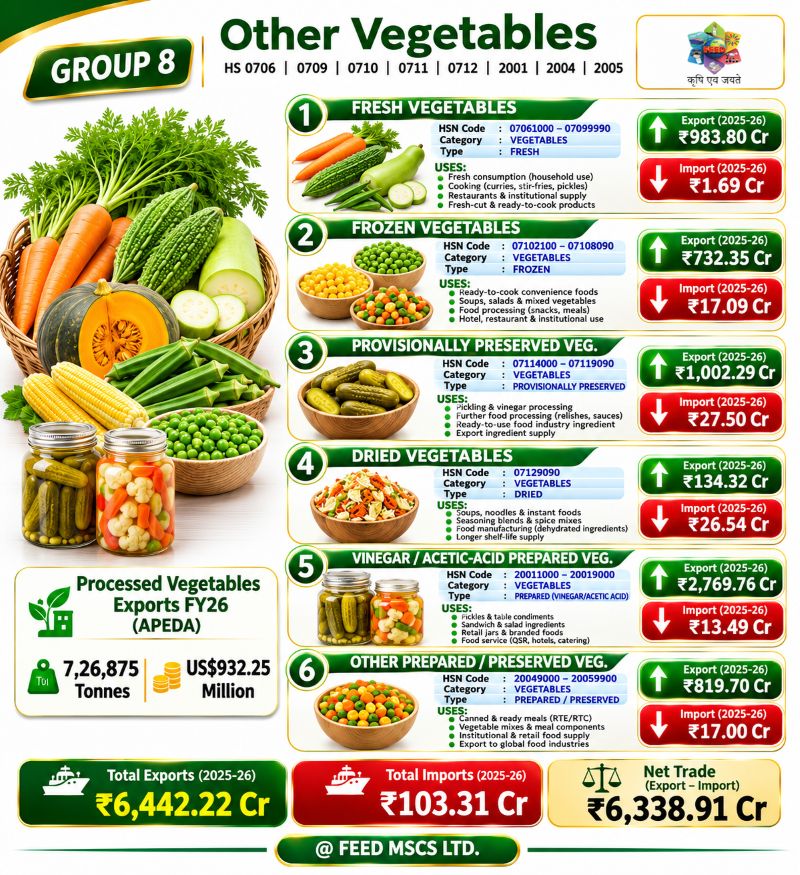 GROUP 8
Other Vegetables
HS 0706 | 0709 | 0710 | 0711 | 0712 | 2001 | 2004 | 2005
कृषि एव जयते
1
FRESH VEGETABLES
HSN Code : 07061000 – 07099990
Category : VEGETABLES
Type : FRESH
USES:
Fresh consumption (household use)
Cooking (curries, stir-fries, pickles)
Restaurants & institutional supply
Fresh-cut & ready-to-cook products
Export (2025-26)
₹983.80 Cr
Import (2025-26)
₹1.69 Cr
2
FROZEN VEGETABLES
HSN Code : 07102100 – 07108090
Category : VEGETABLES
Type : FROZEN
USES:
Ready-to-cook convenience foods
Soups, salads & mixed vegetables
Food processing (snacks, meals)
Hotel, restaurant & institutional use
Export (2025-26)
₹732.35 Cr
Import (2025-26)
₹17.09 Cr
3
PROVISIONALLY PRESERVED VEG.
HSN Code : 07114000 – 07119090
Category : VEGETABLES
Type : PROVISIONALLY PRESERVED
USES:
Pickling & vinegar processing
Further food processing (relishes, sauces)
Ready-to-use food industry ingredient
Export ingredient supply
Export (2025-26)
₹1,002.29 Cr
Import (2025-26)
₹27.50 Cr
4
DRIED VEGETABLES
HSN Code : 07129090
Category : VEGETABLES
Type : DRIED
USES:
Soups, noodles & instant foods
Seasoning blends & spice mixes
Food manufacturing (dehydrated ingredients)
Longer shelf-life supply
Export (2025-26)
₹134.32 Cr
Import (2025-26)
₹26.54 Cr
5
VINEGAR / ACETIC-ACID PREPARED VEG.
HSN Code : 20011000 – 20019000
Category : VEGETABLES
Type : PREPARED (VINEGAR/ACETIC ACID)
USES:
Pickles & table condiments
Sandwich & salad ingredients
Retail jars & branded foods
Food service (QSR, hotels, catering)
Export (2025-26)
₹2,769.76 Cr
Import (2025-26)
₹13.49 Cr
6
OTHER PREPARED / PRESERVED VEG.
HSN Code : 20049000 – 20059900
Category : VEGETABLES
Type : PREPARED / PRESERVED
USES:
Canned & ready meals (RTE/RTC)
Vegetable mixes & meal components
Institutional & retail food supply
Export to global food industries
Export (2025-26)
₹819.70 Cr
Import (2025-26)
₹17.00 Cr
Processed Vegetables
Exports FY26
(APEDA)
7,26,875
Tonnes
US$932.25
Million
Total Exports (2025-26)
₹6,442.22 Cr
Total Imports (2025-26)
₹103.31 Cr
Net Trade
(Export – Import)
₹6,338.91 Cr
@ FEED MSCS LTD.